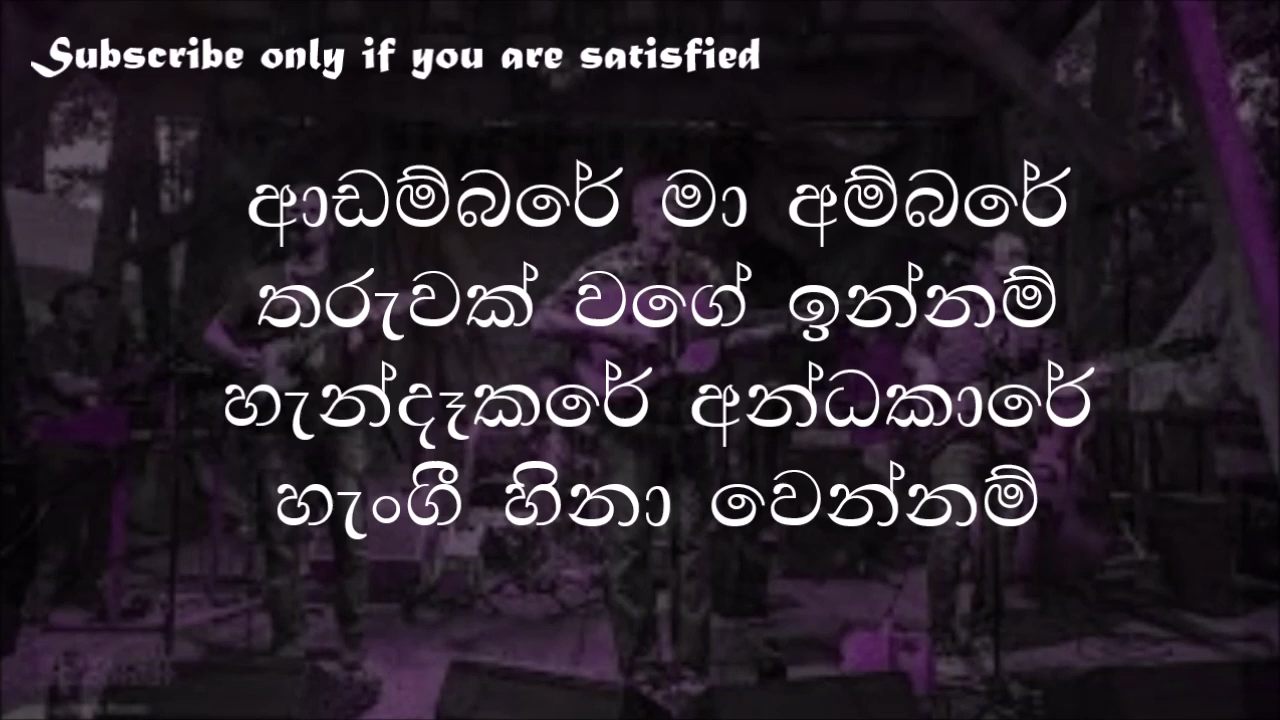 Subscribe only if you are satisfied
ආඩම්බරේ මා අම්බරේ
තරුවක් වගේ ඉන්නම්
හැන්දෑකරේ අන්ධකාරේ
හැංගී හිනා වෙන්නම්